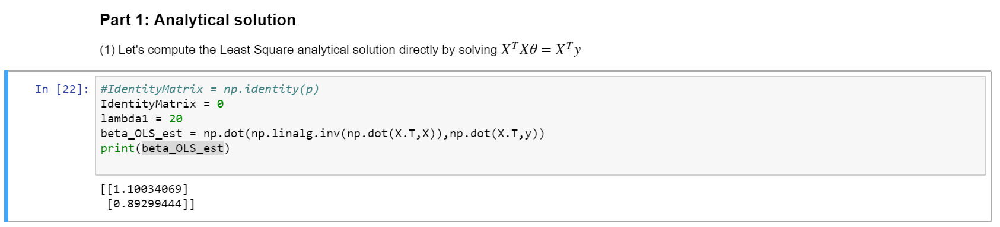 Part 1: Analytical solution
(1) Let's compute the Least Square analytical solution directly by solving XᵀXθ = Xᵀy
In [22]: #IdentityMatrix = np.identity(p)
IdentityMatrix = 0
lambda1 = 20
beta_OLS_est = np.dot(np.linalg.inv(np.dot(X.T,X)),np.dot(X.T,y))
print(beta_OLS_est)
[[1.10034069]
[0.89299444]]